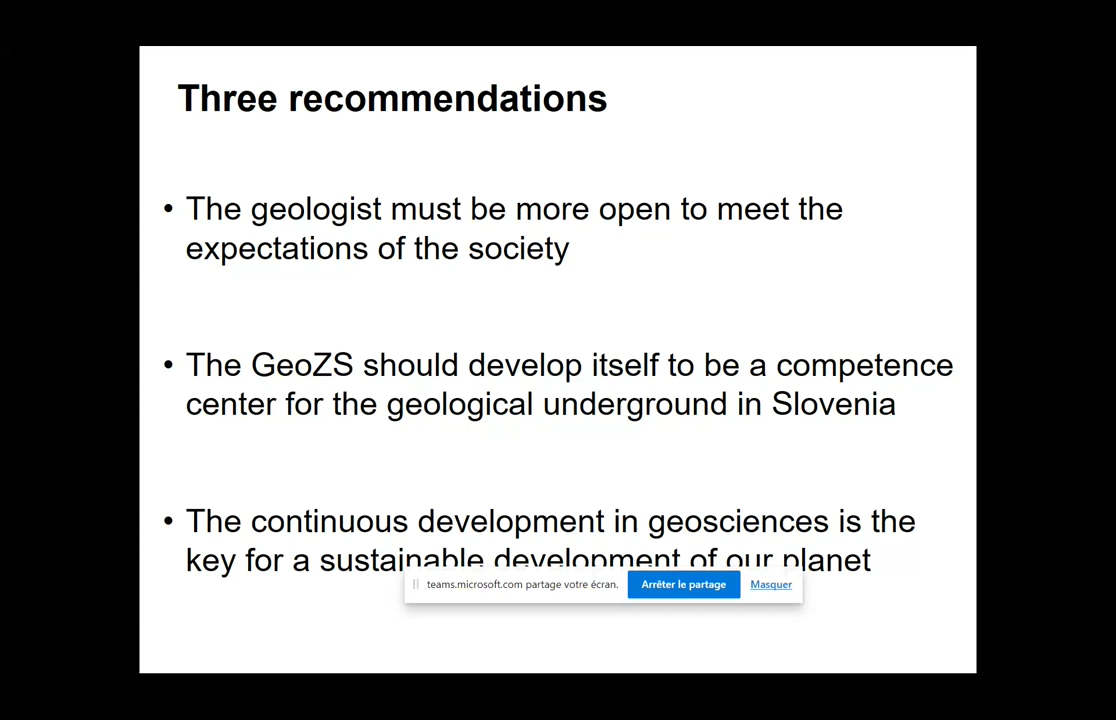 Three recommendations
• The geologist must be more open to meet the
expectations of the society
• The GeoZS should develop itself to be a competence
center for the geological underground in Slovenia
• The continuous development in geosciences is the
key for a sustainable development of our planet
teams.microsoft.com partage votre écran. Arrêter le partage Masquer